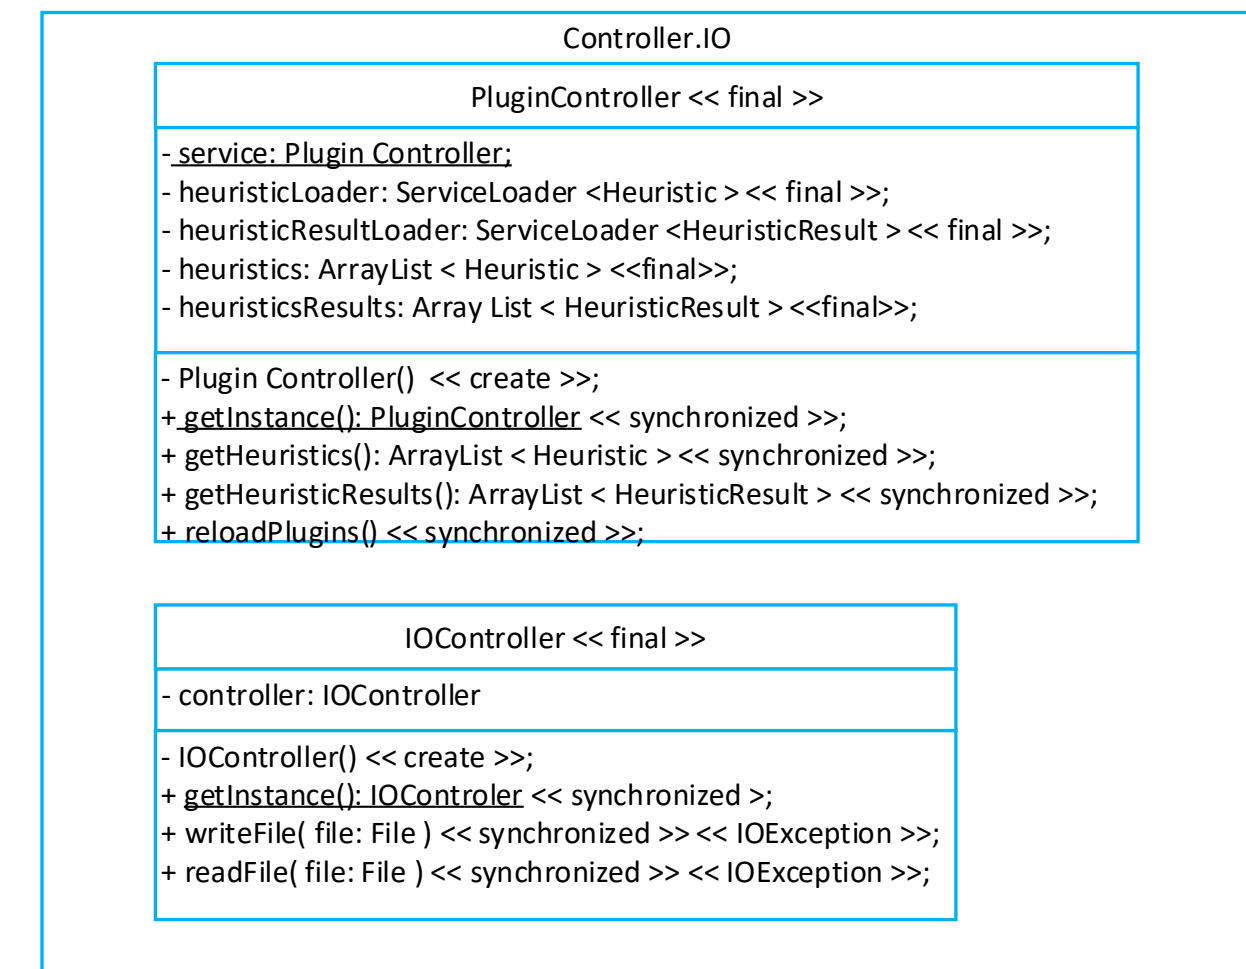 Controller.IO
PluginController << final >>
- service: Plugin Controller;
- heuristicLoader: ServiceLoader <Heuristic > << final >>;
- heuristicResultLoader: ServiceLoader <HeuristicResult > << final >>;
- heuristics: ArrayList < Heuristic > <<final>>;
- heuristicsResults: Array List < HeuristicResult > <<final>>;
- Plugin Controller()  << create >>;
+ getInstance(): PluginController << synchronized >>;
+ getHeuristics(): ArrayList < Heuristic > << synchronized >>;
+ getHeuristicResults(): ArrayList < HeuristicResult > << synchronized >>;
+ reloadPlugins() << synchronized >>;
IOController << final >>
- controller: IOController
- IOController() << create >>;
+ getInstance(): IOControler << synchronized >;
+ writeFile( file: File ) << synchronized >> << IOException >>;
+ readFile( file: File ) << synchronized >> << IOException >>;